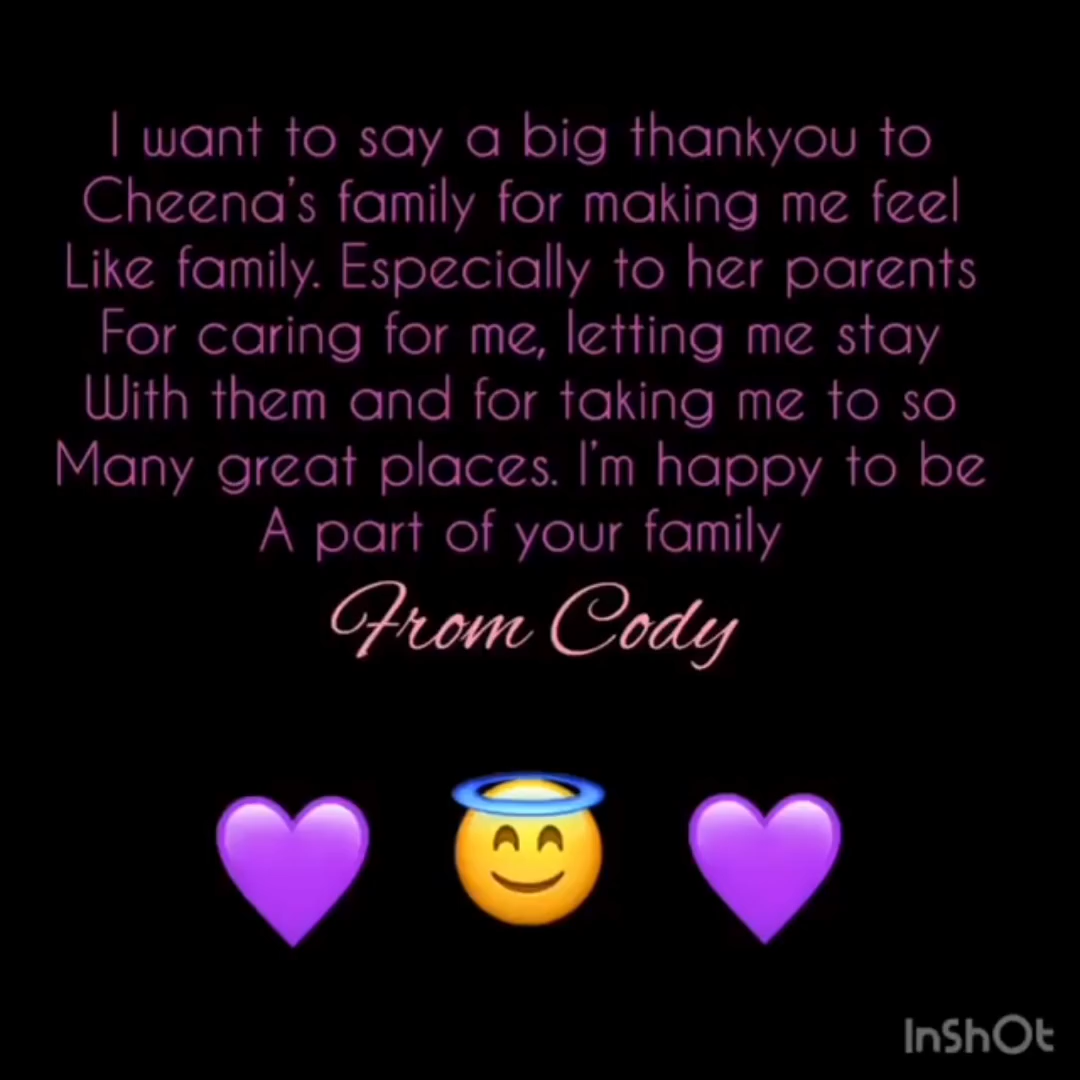 I want to say a big thankyou to
Cheena's family for making me feel
Like family. Especially to her parents
For caring for me, letting me stay
With them and for taking me to so
Many great places. I'm happy to be
A part of your family
From Cody
InShOt